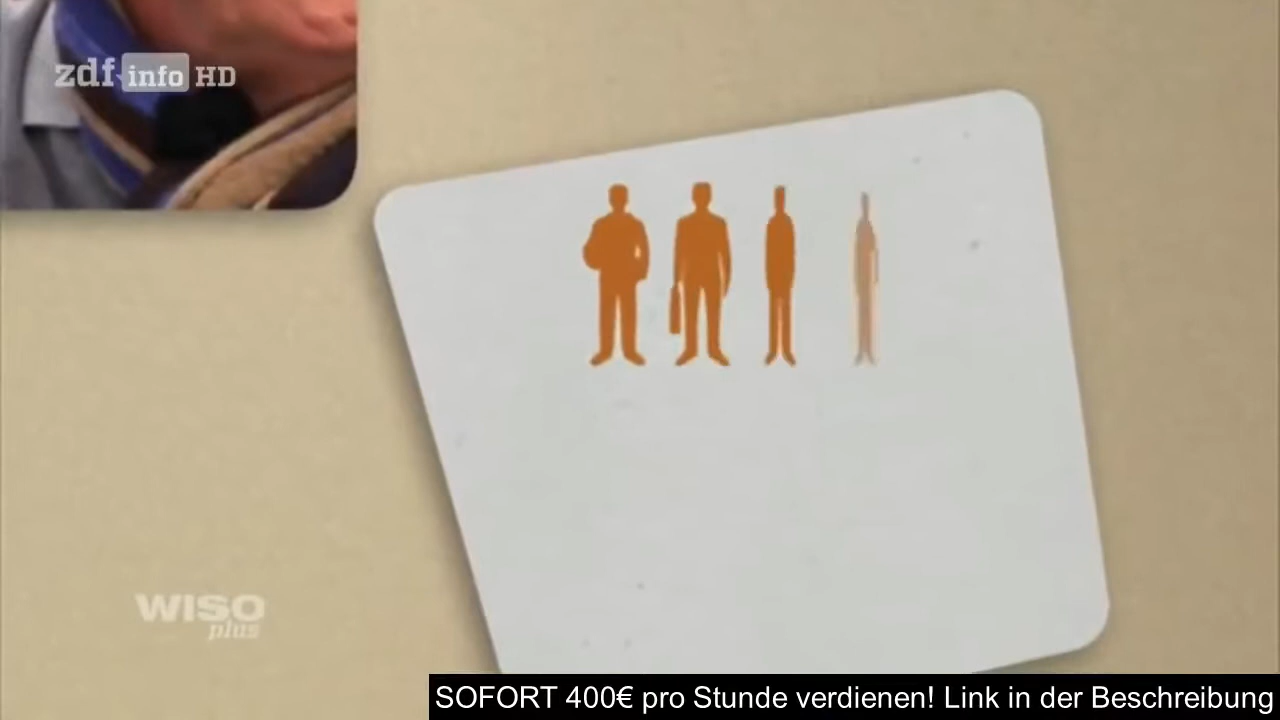 zdf info HD
WISO
plus
SOFORT 400€ pro Stunde verdienen! Link in der Beschreibung